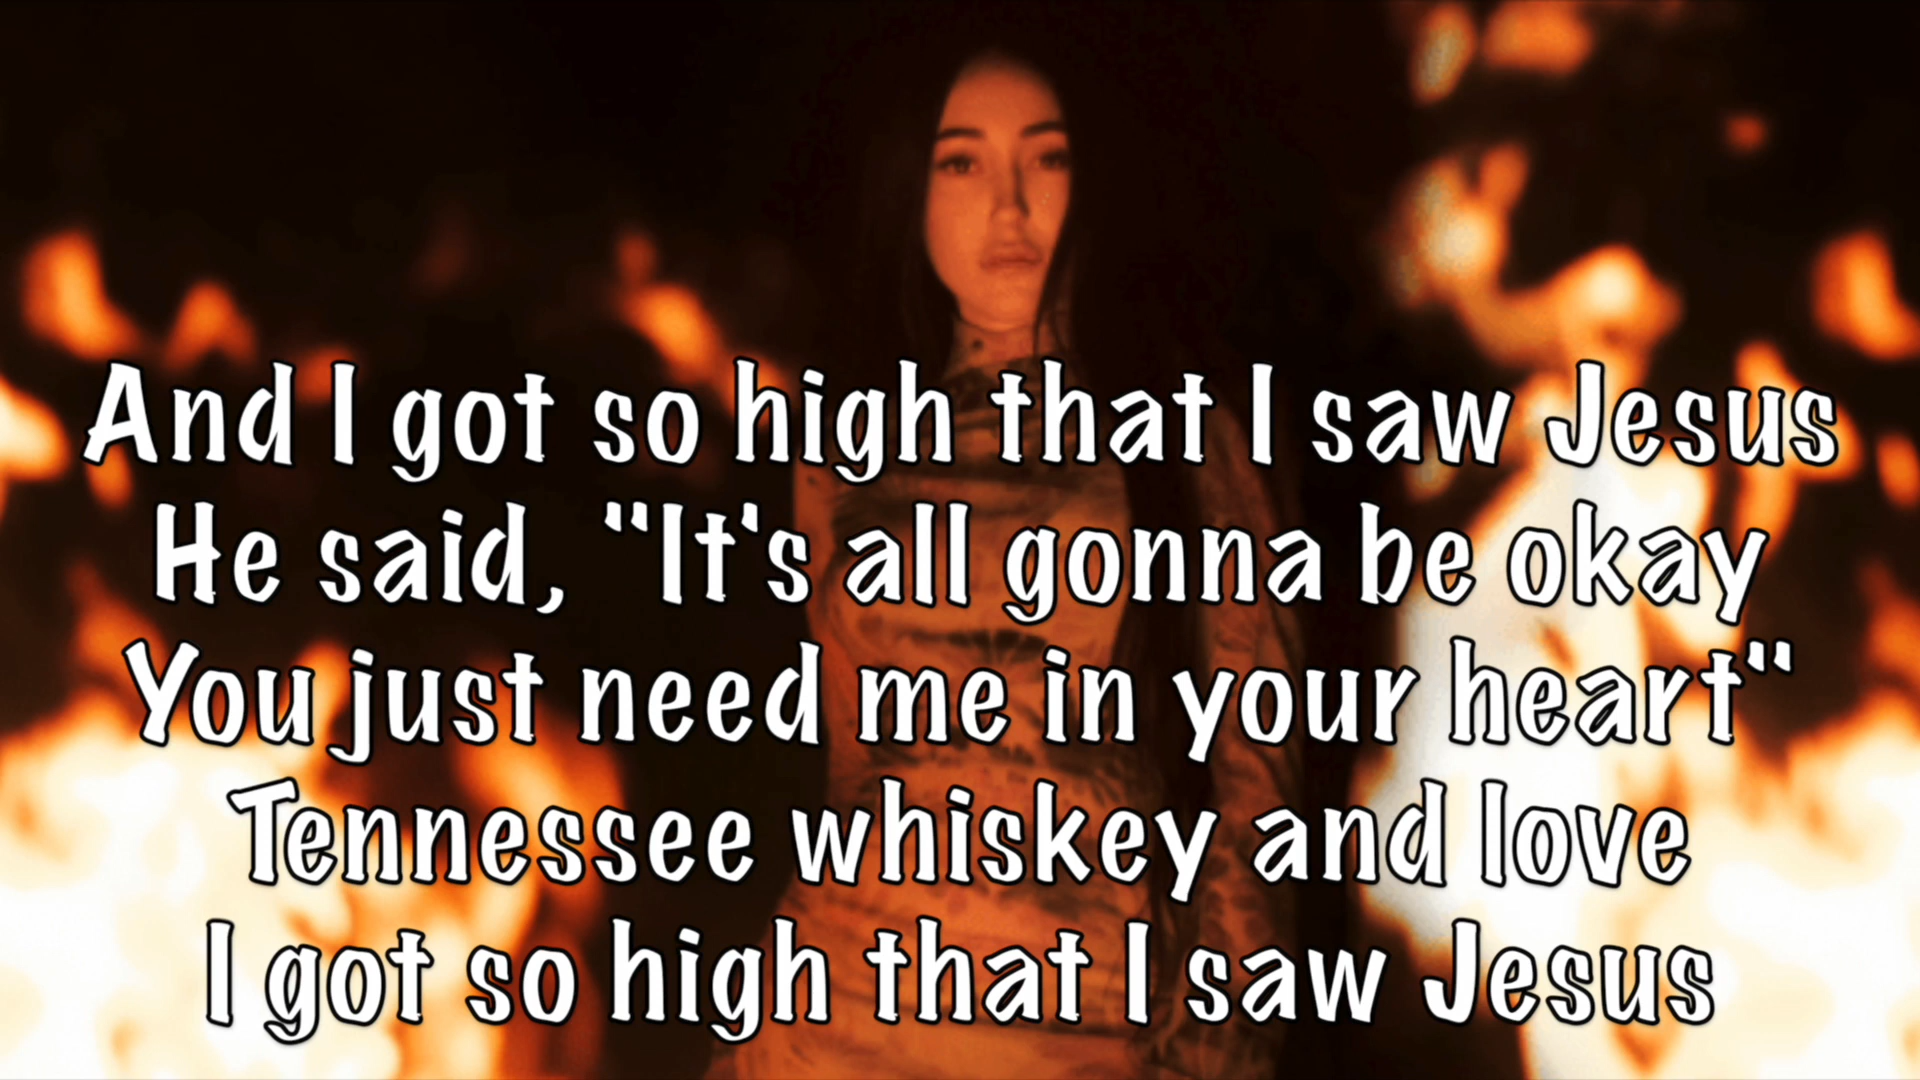 And I got so high that I saw Jesus
He said, "It's all gonna be okay
You just need me in your heart"
Tennessee whiskey and love
I got so high that I saw Jesus